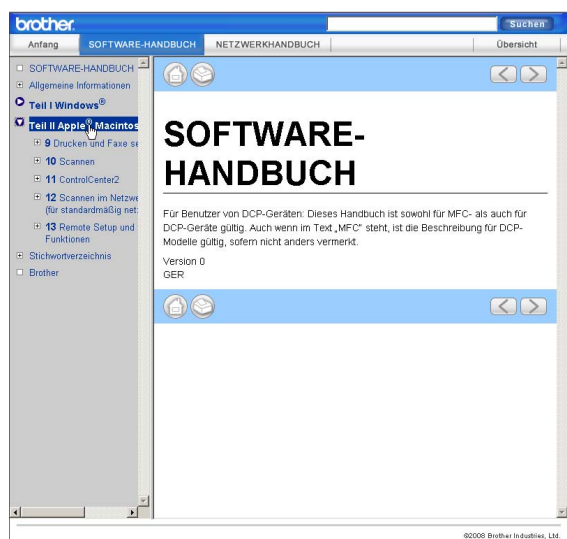 brother.
Suchen
Anfang SOFTWARE-HANDBUCH NETZWERKHANDBUCH Übersicht
SOFTWARE-HANDBUCH
Allgemeine Informationen
Teil I Windows®
Teil II Apple® Macintos
9 Drucken und Faxe se
10 Scannen
11 ControlCenter2
12 Scannen im Netzwe
(für standardmäßig net:
13 Remote Setup und
Funktionen
Stichwortverzeichnis
Brother
SOFTWARE-
HANDBUCH
Für Benutzer von DCP-Geräten: Dieses Handbuch ist sowohl für MFC- als auch für
DCP-Geräte gültig. Auch wenn im Text „MFC" steht, ist die Beschreibung für DCP-
Modelle gültig, sofern nicht anders vermerkt.
Version 0
GER
©2008 Brother Industries, Ltd.